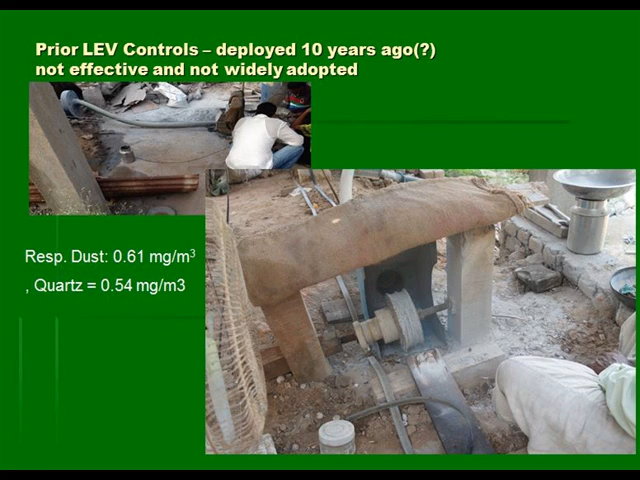 Prior LEV Controls – deployed 10 years ago(?)
not effective and not widely adopted
Resp. Dust: 0.61 mg/m³
, Quartz = 0.54 mg/m3